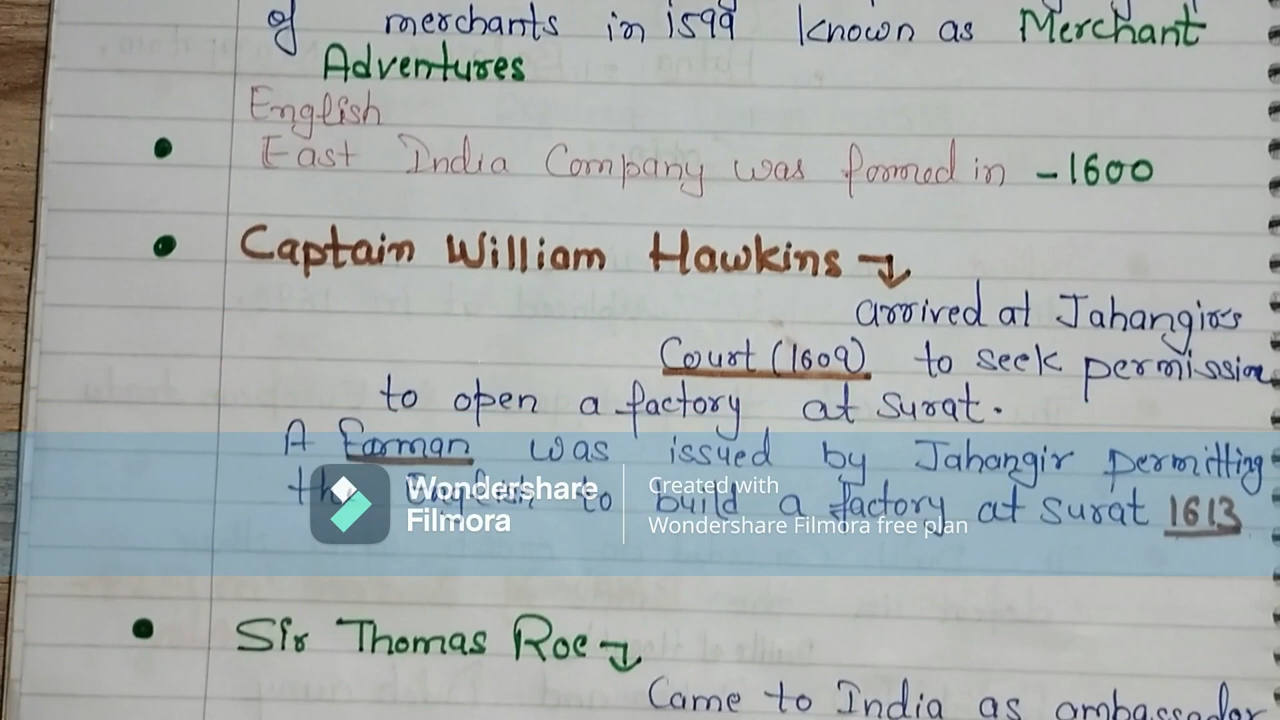 of merchants in 1599 known as Merchant
Adventures
English
• East India Company was formed in - 1600
• Captain William Hawkins →
arrived at Jahangir's
Court (1609) to seek permission
to open a factory at Surat.
A Farman was issued by Jahangir permitting
the English to build a factory at Surat 1613
Wondershare
Filmora
Created with
Wondershare Filmora free plan
• Sir Thomas Roe →
Came to India as ambassador